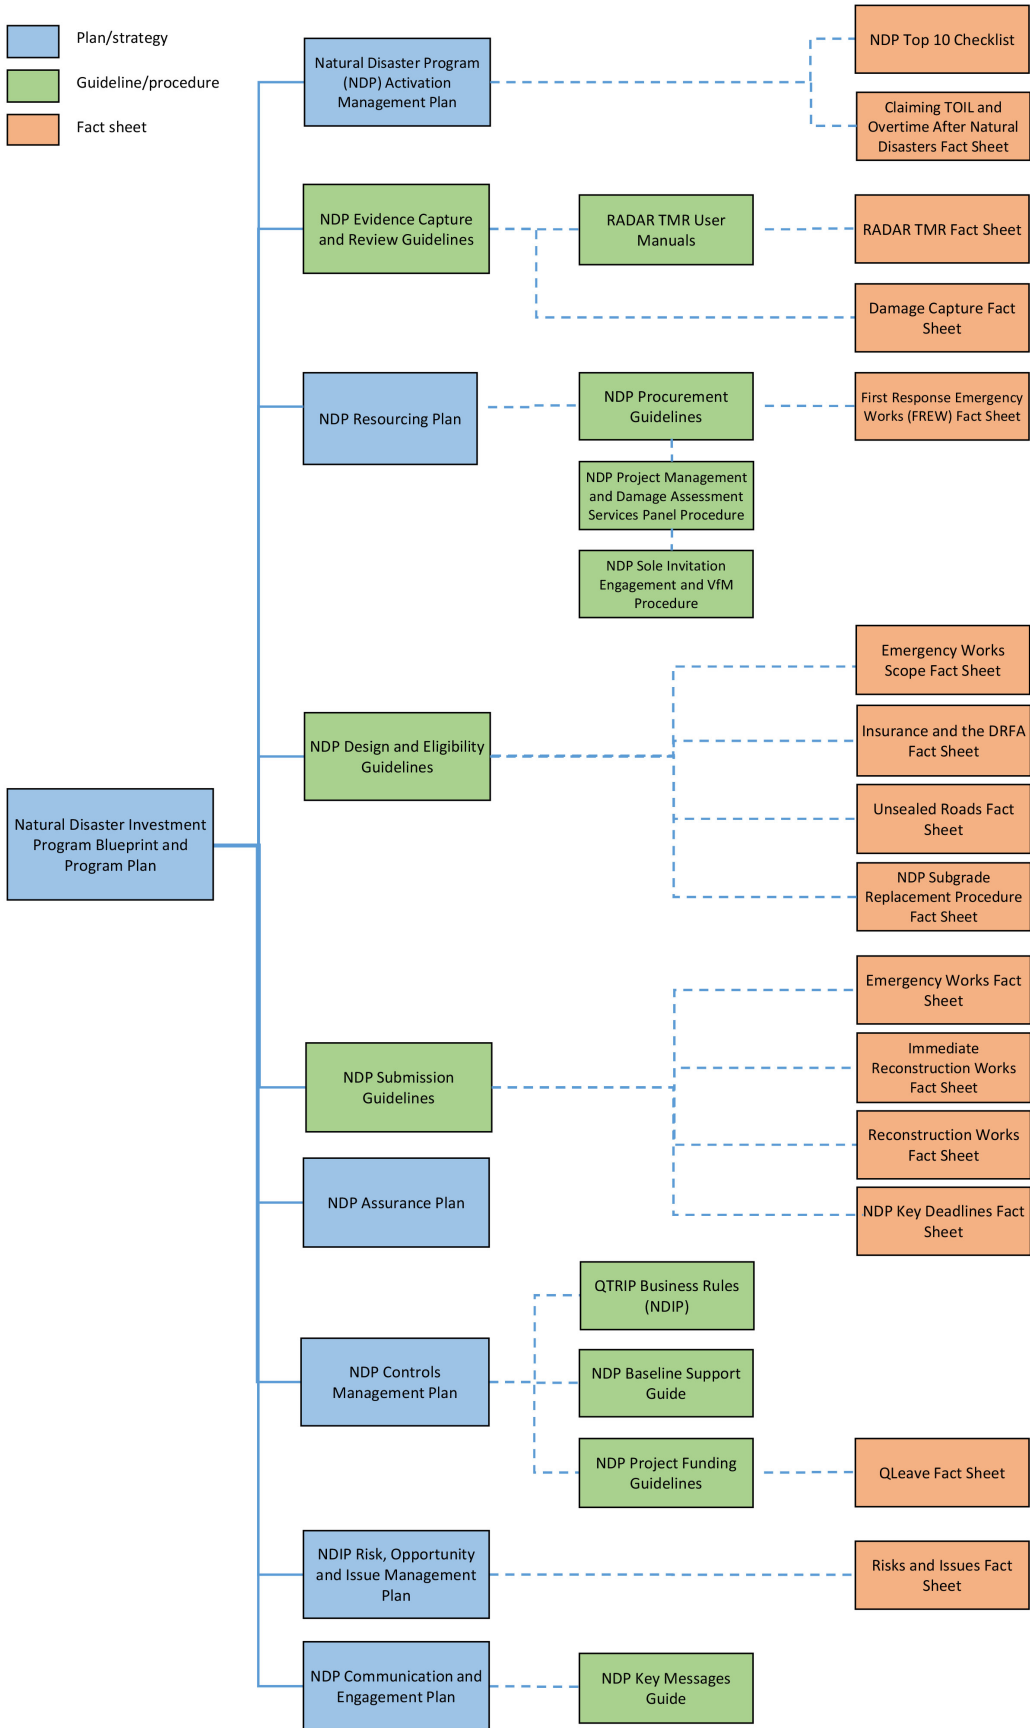 Plan/strategy
Guideline/procedure
Fact sheet
Natural Disaster Program
(NDP) Activation
Management Plan
NDP Top 10 Checklist
Claiming TOIL and
Overtime After Natural
Disasters Fact Sheet
NDP Evidence Capture
and Review Guidelines
RADAR TMR User
Manuals
RADAR TMR Fact Sheet
Damage Capture Fact
Sheet
NDP Resourcing Plan
NDP Procurement
Guidelines
First Response Emergency
Works (FREW) Fact Sheet
NDP Project Management
and Damage Assessment
Services Panel Procedure
NDP Sole Invitation
Engagement and VfM
Procedure
Emergency Works
Scope Fact Sheet
NDP Design and Eligibility
Guidelines
Insurance and the DRFA
Fact Sheet
Unsealed Roads Fact
Sheet
NDP Subgrade
Replacement Procedure
Fact Sheet
Natural Disaster Investment
Program Blueprint and
Program Plan
Emergency Works Fact
Sheet
NDP Submission
Guidelines
Immediate
Reconstruction Works
Fact Sheet
Reconstruction Works
Fact Sheet
NDP Key Deadlines Fact
Sheet
NDP Assurance Plan
QTRIP Business Rules
(NDIP)
NDP Controls
Management Plan
NDP Baseline Support
Guide
NDP Project Funding
Guidelines
QLeave Fact Sheet
NDIP Risk, Opportunity
and Issue Management
Plan
Risks and Issues Fact
Sheet
NDP Communication and
Engagement Plan
NDP Key Messages
Guide